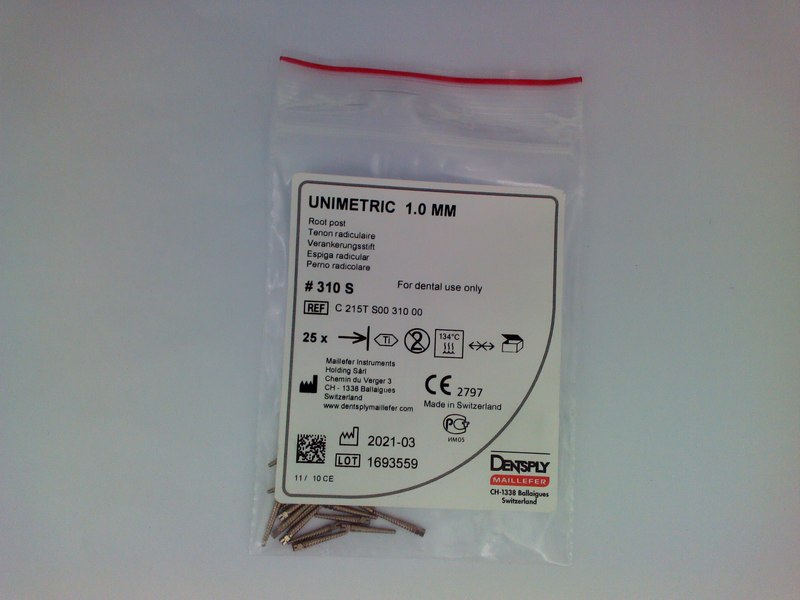 UNIMETRIC 1.0 MM
Root post
Tenon radiculaire
Verankerungsstift
Espiga radicular
Perno radicolare
# 310 S
For dental use only
REF C 215T S00 310 00
25 x
Ti
2
134°C
Maillefer Instruments
Holding Sàrl
Chemin du Verger 3
CH - 1338 Ballaigues
Switzerland
www.dentsplymaillefer.com
CE 2797
Made in Switzerland
ИМ05
2021-03
LOT 1693559
11 / 10 CE
DENTSPLY
MAILLEFER
CH-1338 Ballaigues
Switzerland